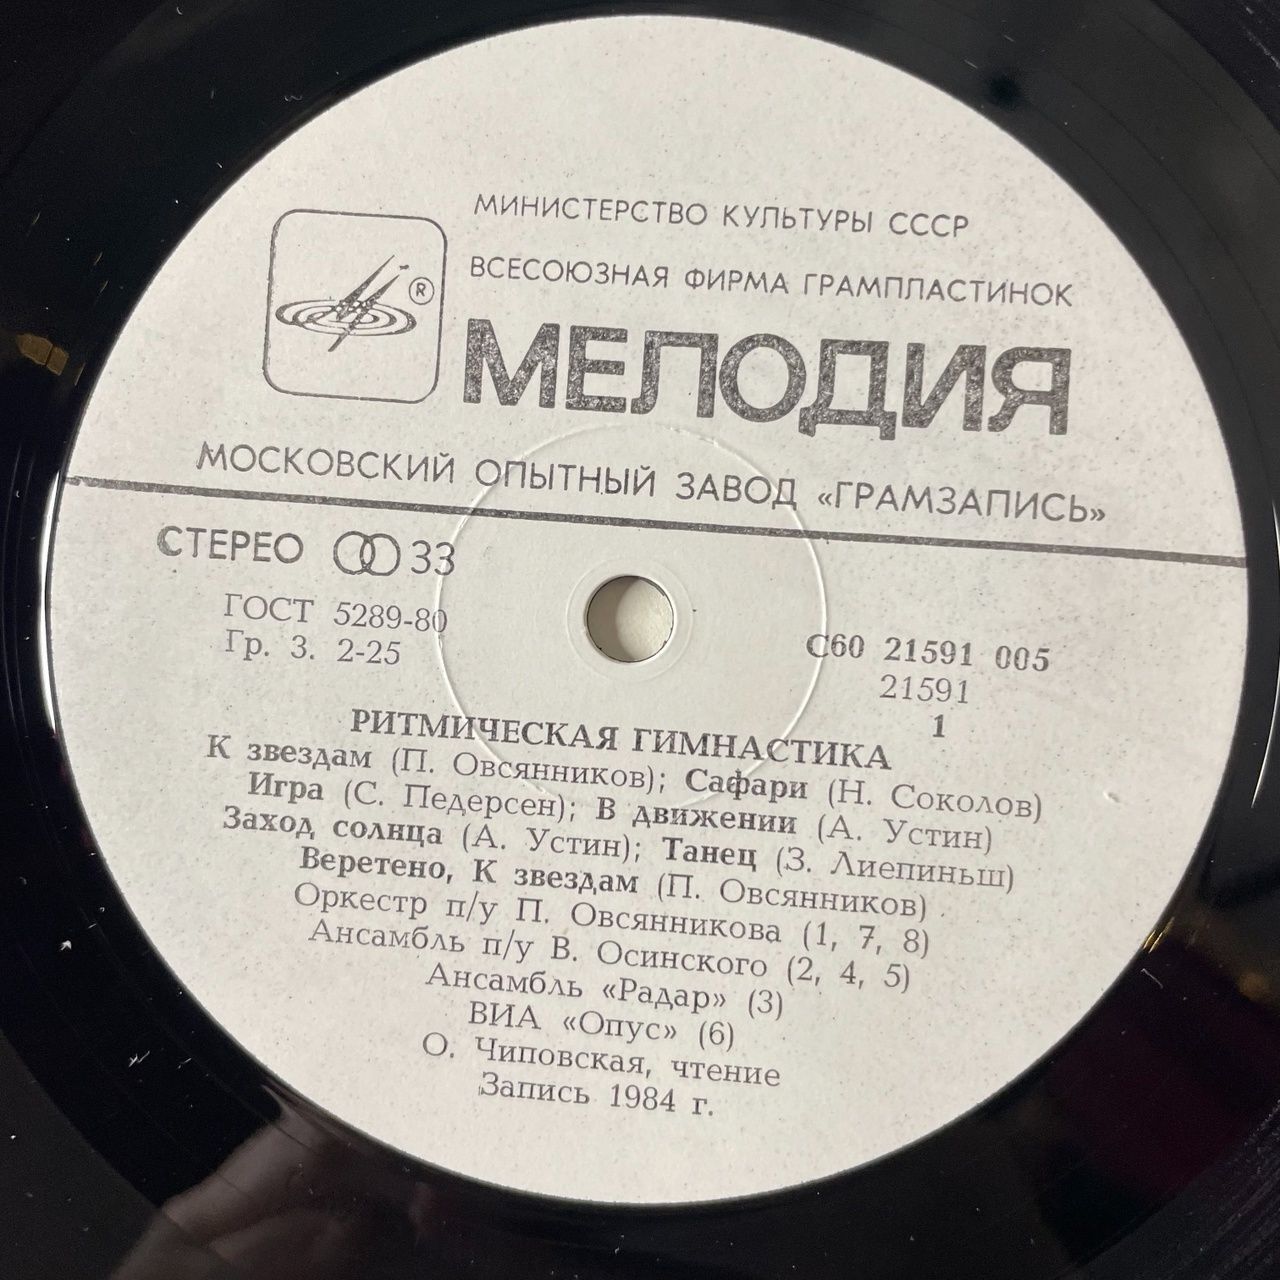 МИНИСТЕРСТВО КУЛЬТУРЫ СССР
ВСЕСОЮЗНАЯ ФИРМА ГРАМПЛАСТИНОК
®
МЕЛОДИЯ
МОСКОВСКИЙ ОПЫТНЫЙ ЗАВОД «ГРАМЗАПИСЬ»
СТЕРЕО 33
ГОСТ 5289-80
Гр. 3. 2-25
С60 21591 005
21591
1
РИТМИЧЕСКАЯ ГИМНАСТИКА
К звездам (П. Овсянников); Сафари (Н. Соколов)
Игра (С. Педерсен); В движении (А. Устин)
Заход солнца (А. Устин); Танец (З. Лиепиньш)
Веретено, К звездам (П. Овсянников)
Оркестр п/у П. Овсянникова (1, 7, 8)
Ансамбль п/у В. Осинского (2, 4, 5)
Ансамбль «Радар» (3)
ВИА «Опус» (6)
О. Чиповская, чтение
Запись 1984 г.